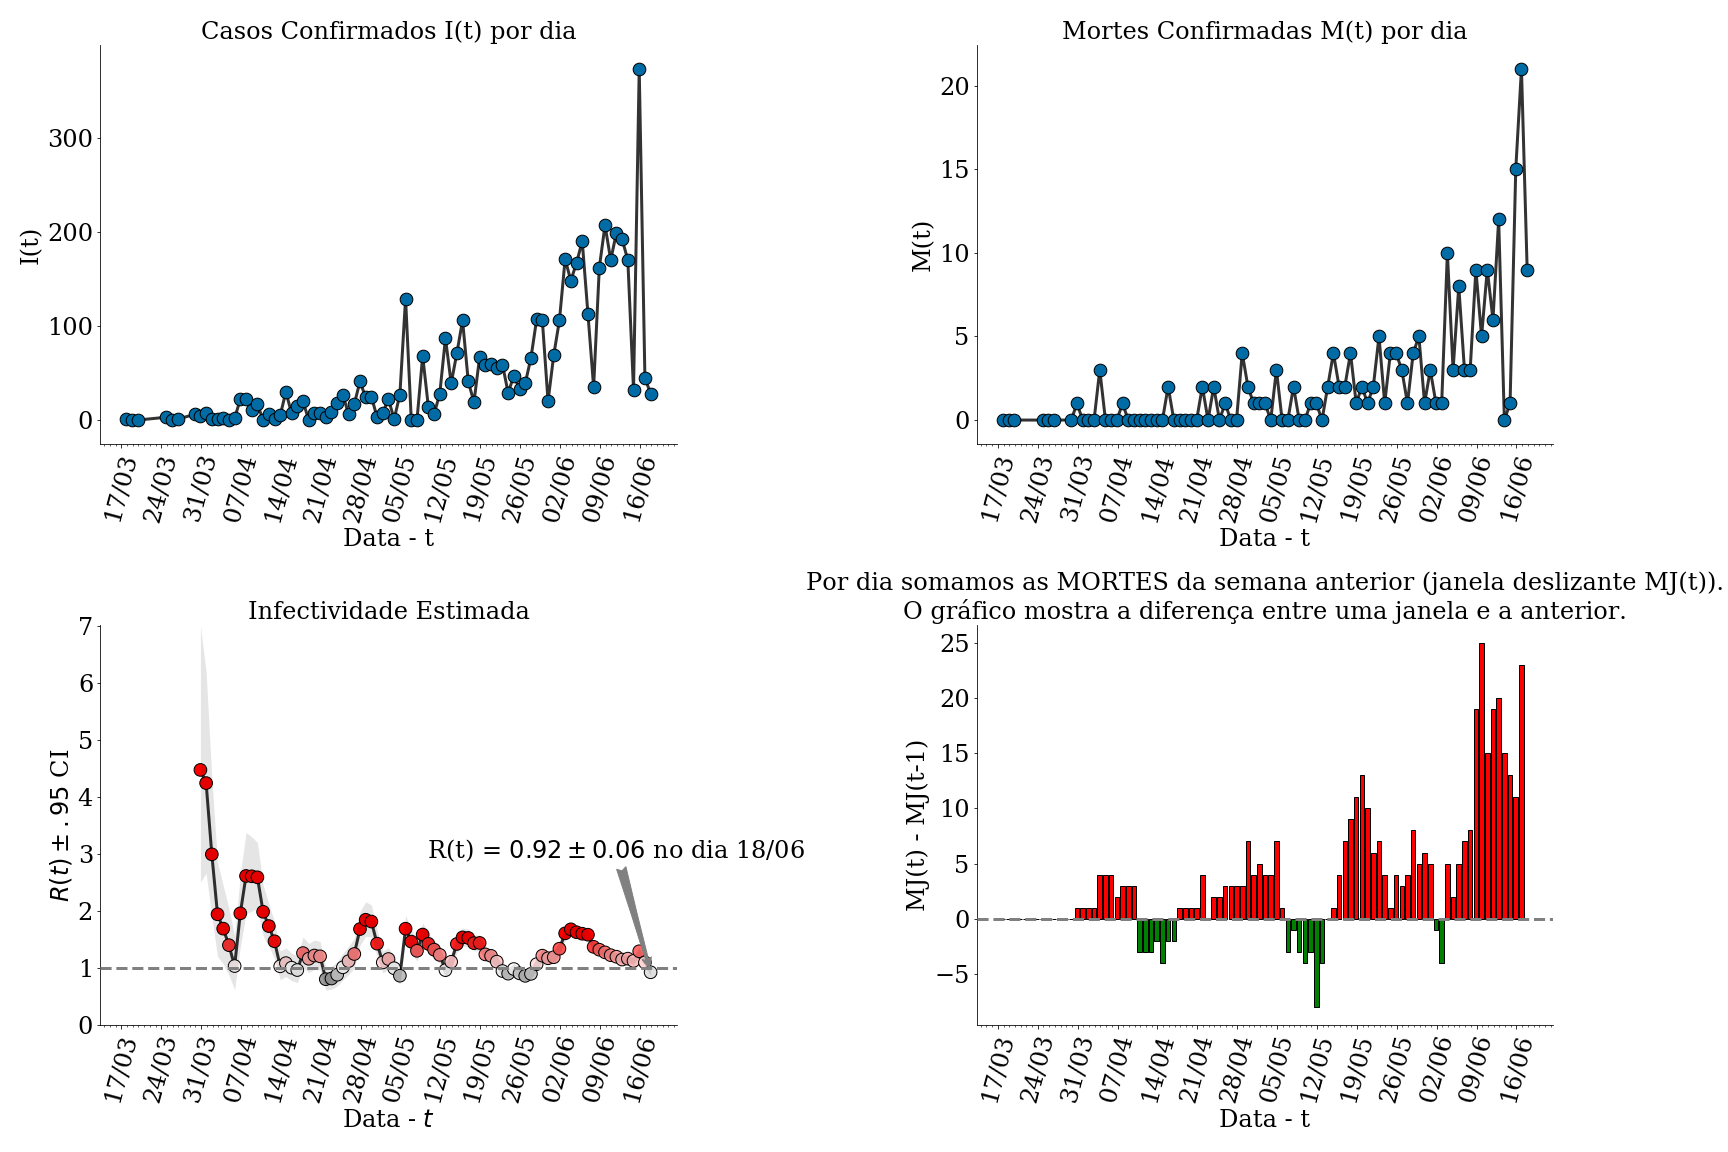 Casos Confirmados I(t) por dia
I(t)
300
200
100
0
17/03 24/03 31/03 07/04 14/04 21/04 28/04 05/05 12/05 19/05 26/05 02/06 09/06 16/06
Data - t
Mortes Confirmadas M(t) por dia
M(t)
20
15
10
5
0
17/03 24/03 31/03 07/04 14/04 21/04 28/04 05/05 12/05 19/05 26/05 02/06 09/06 16/06
Data - t
Infectividade Estimada
R(t) ± .95 CI
7
6
5
4
3
2
1
0
R(t) = 0.92 ± 0.06 no dia 18/06
17/03 24/03 31/03 07/04 14/04 21/04 28/04 05/05 12/05 19/05 26/05 02/06 09/06 16/06
Data - t
Por dia somamos as MORTES da semana anterior (janela deslizante MJ(t)).
O gráfico mostra a diferença entre uma janela e a anterior.
MJ(t) - MJ(t-1)
25
20
15
10
5
0
−5
17/03 24/03 31/03 07/04 14/04 21/04 28/04 05/05 12/05 19/05 26/05 02/06 09/06 16/06
Data - t